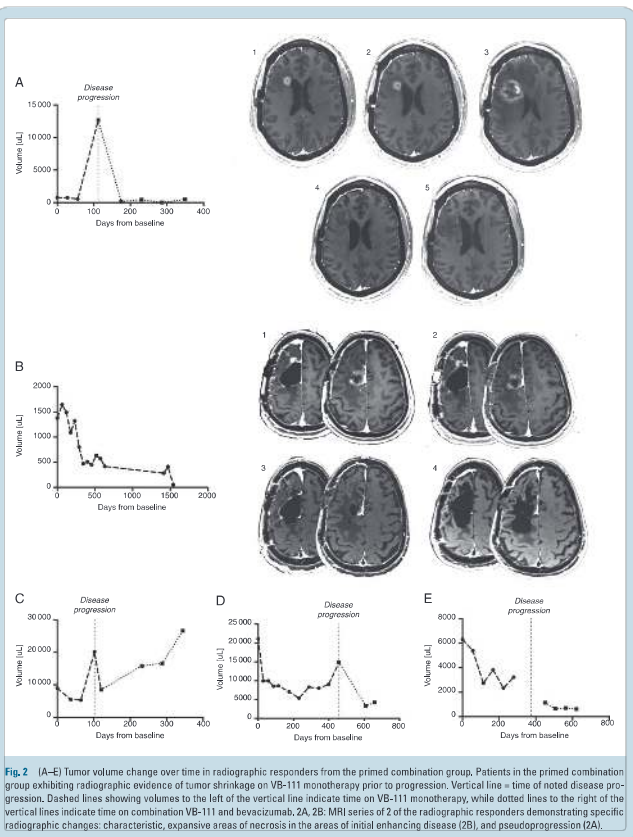 A
Disease
progression
15 000
10 000
5000
0
Volume [uL]
0 100 200 300 400
Days from baseline
1
2
3
4
5
B
2000
1500
1000
500
0
Volume [uL]
0 500 1000 1500 2000
Days from baseline
1
2
3
4
C
Disease
progression
30 000
20 000
10 000
0
Volume [uL]
0 100 200 300 400
Days from baseline
D
Disease
progression
25 000
20 000
15 000
10 000
5000
0
Volume [uL]
0 200 400 600 800
Days from baseline
E
Disease
progression
8000
6000
4000
2000
0
Volume [uL]
0 200 400 600 800
Days from baseline
Fig. 2 (A–E) Tumor volume change over time in radiographic responders from the primed combination group. Patients in the primed combination
group exhibiting radiographic evidence of tumor shrinkage on VB-111 monotherapy prior to progression. Vertical line = time of noted disease pro-
gression. Dashed lines showing volumes to the left of the vertical line indicate time on VB-111 monotherapy, while dotted lines to the right of the
vertical lines indicate time on combination VB-111 and bevacizumab. 2A, 2B: MRI series of 2 of the radiographic responders demonstrating specific
radiographic changes: characteristic, expansive areas of necrosis in the areas of initial enhancing disease (2B), and pseudoprogression (2A).